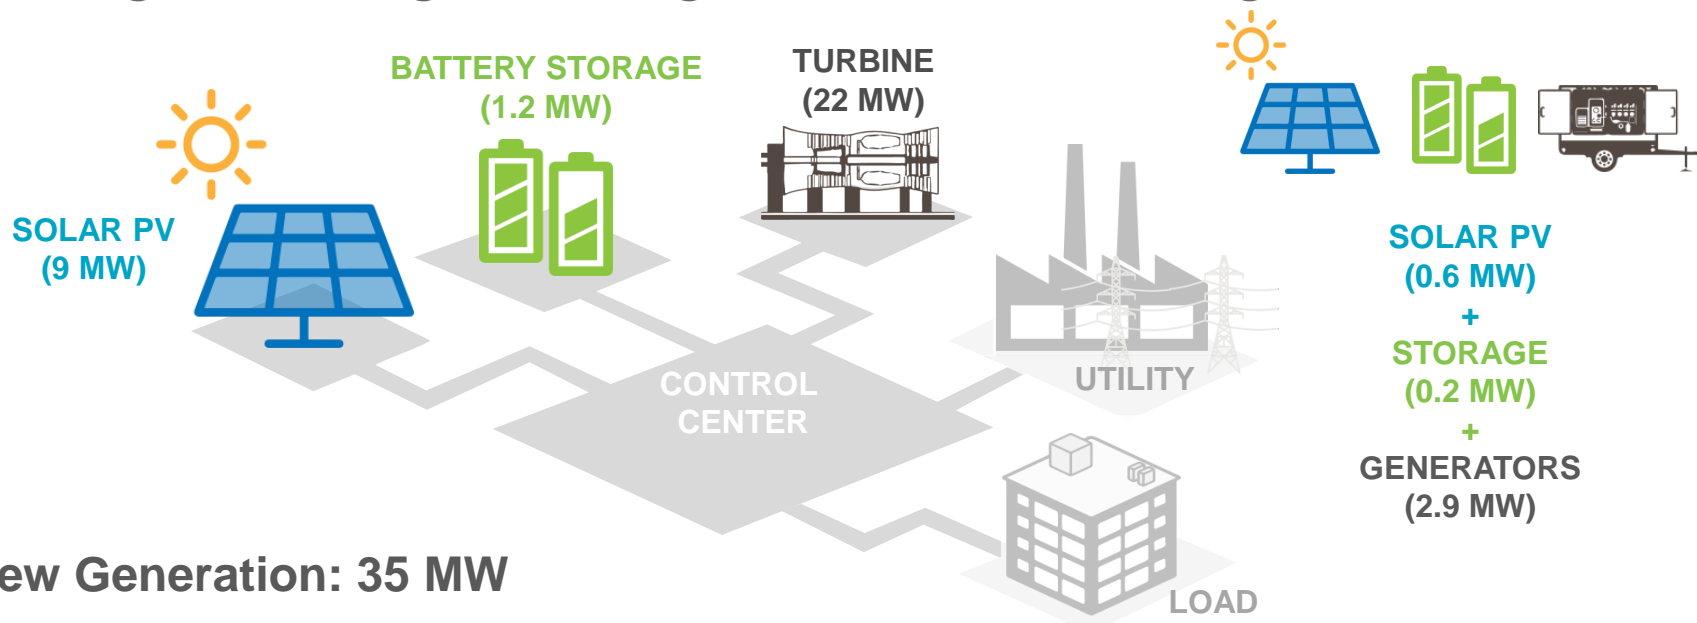 BATTERY STORAGE
(1.2 MW)
TURBINE
(22 MW)
SOLAR PV
(9 MW)
CONTROL
CENTER
UTILITY
LOAD
SOLAR PV
(0.6 MW)
+
STORAGE
(0.2 MW)
+
GENERATORS
(2.9 MW)
ew Generation: 35 MW